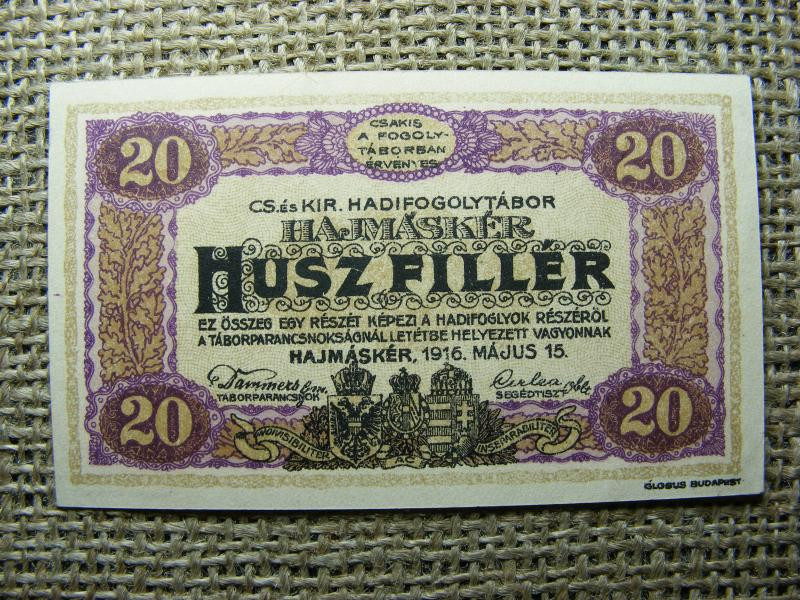 20
CSAKIS
A FOGOLY-
TÁBORBAN
ÉRVÉNYES
20
CS. és KIR. HADIFOGOLYTÁBOR
HAJMÁSKÉR
HUSZ FILLÉR
EZ ÖSSZEG EGY RÉSZÉT KÉPEZI A HADIFOGLYOK RÉSZÉRŐL
A TÁBORPARANCSNOKSÁGNÁL LETÉTBE HELYEZETT VAGYONNAK
HAJMÁSKÉR, 1916. MÁJUS 15.
TÁBORPARANCSNOK
SEGÉDTISZT
20
INDIVISIBILITER
AC
INSEPARABILITER
20
GLOBUS BUDAPEST